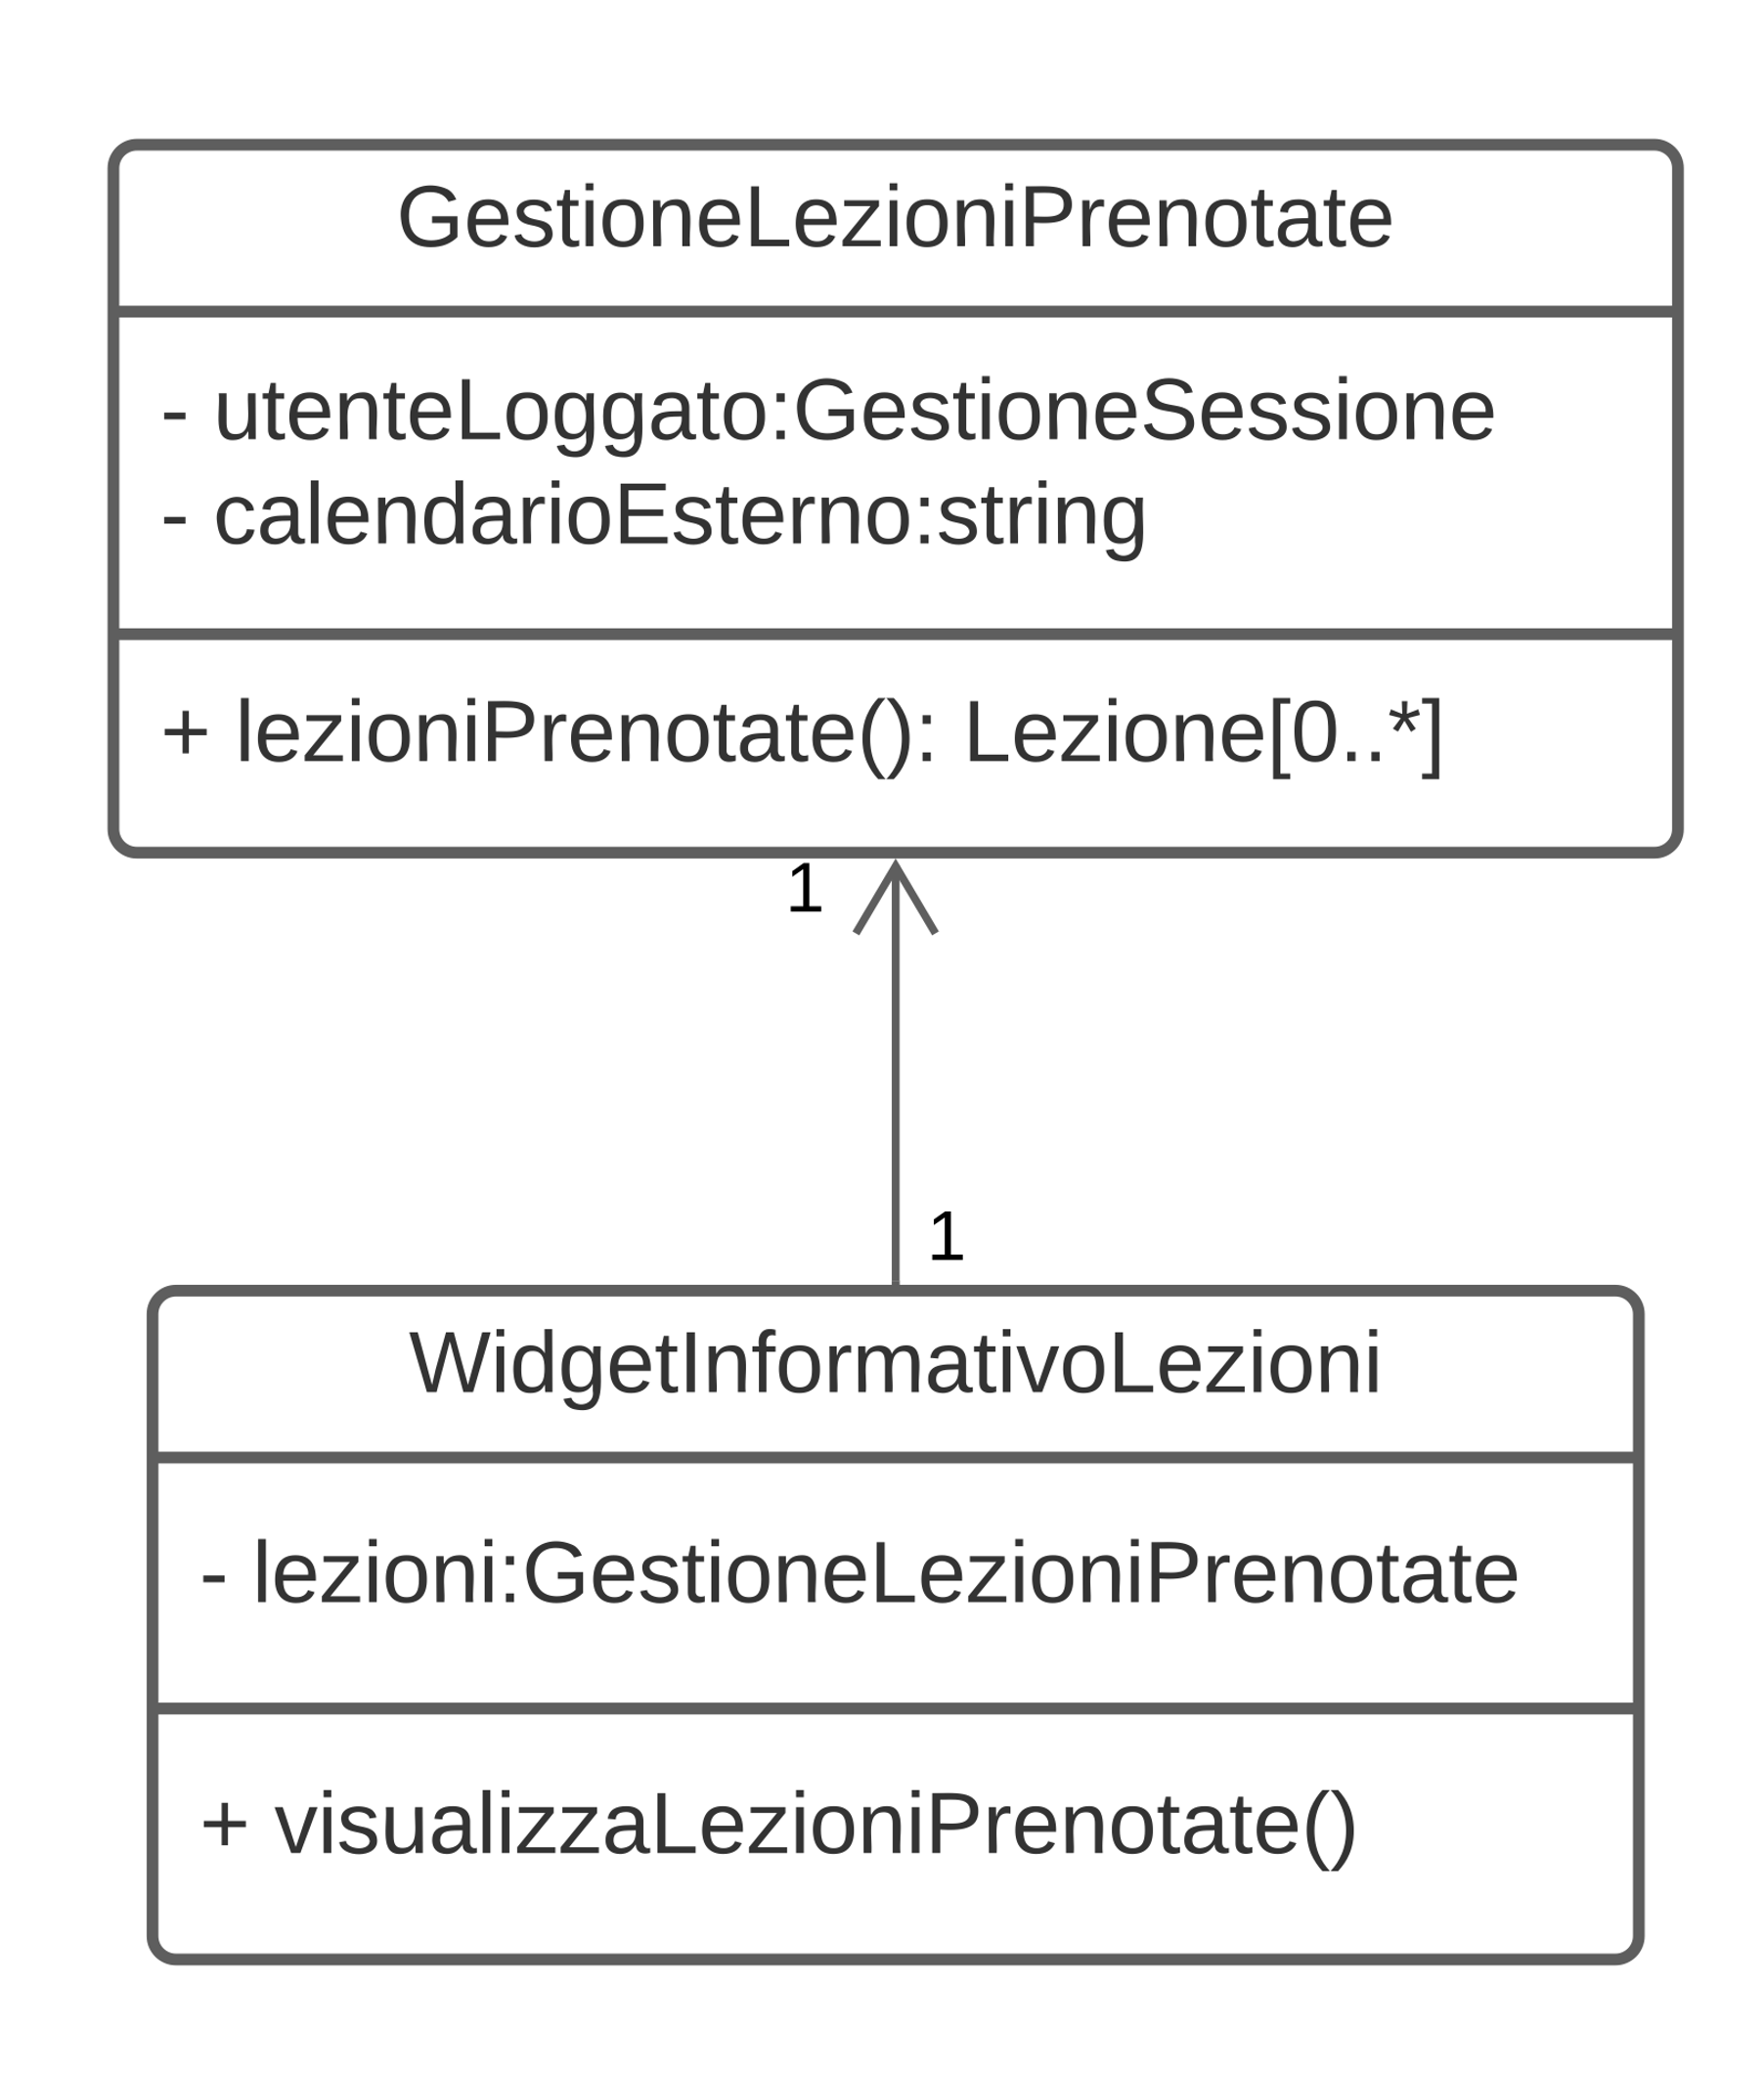 GestioneLezioniPrenotate
- utenteLoggato:GestioneSessione
- calendarioEsterno:string
+ lezioniPrenotate(): Lezione[0..*]
1
1
WidgetInformativoLezioni
- lezioni:GestioneLezioniPrenotate
+ visualizzaLezioniPrenotate()